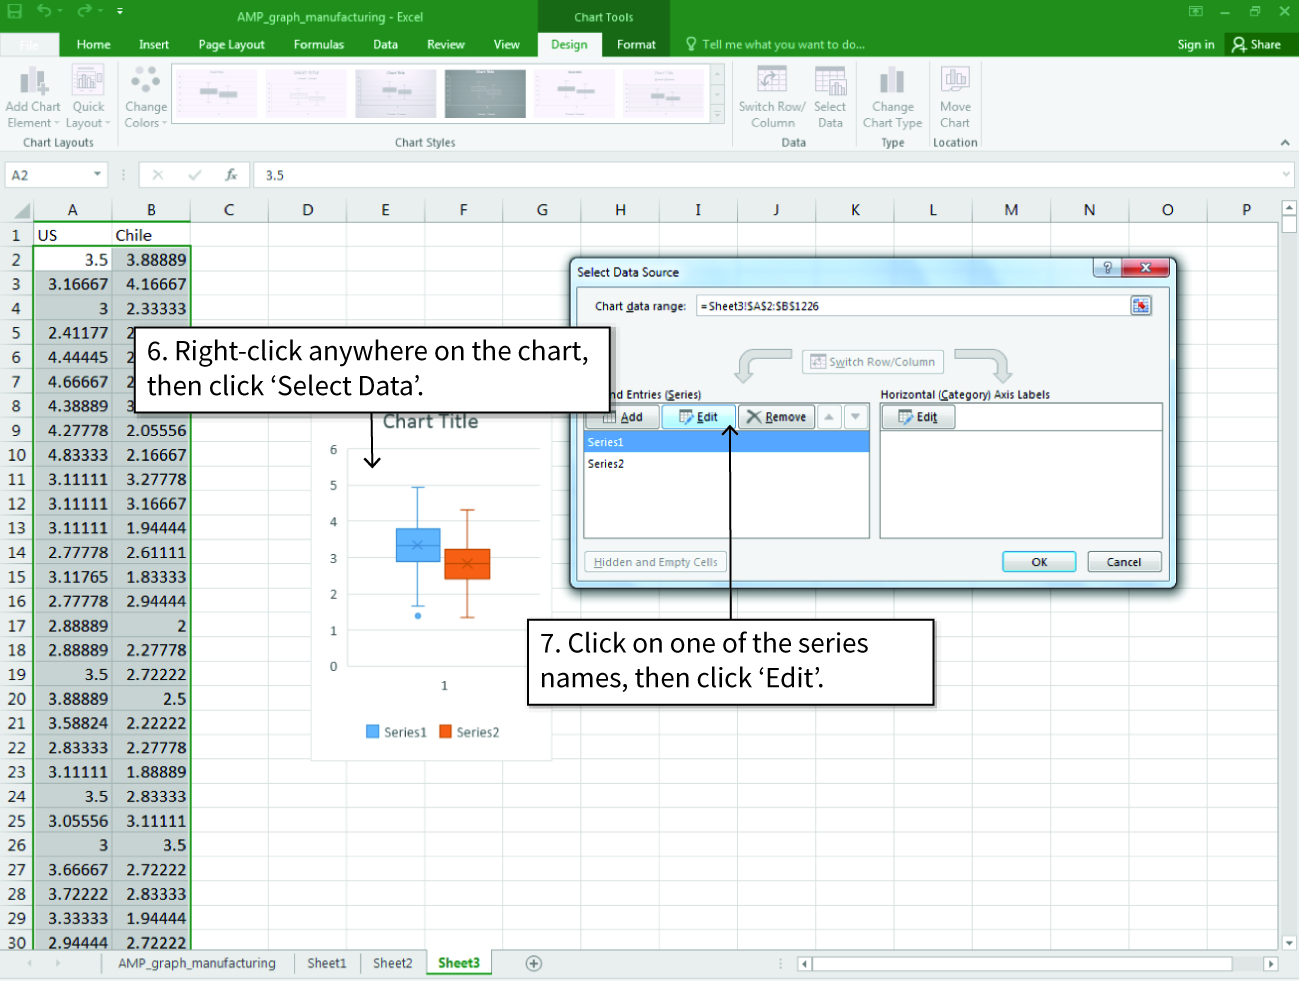 AMP_graph_manufacturing - Excel
Chart Tools
File
Home
Insert
Page Layout
Formulas
Data
Review
View
Design
Format
Tell me what you want to do...
Sign in
Share
Add Chart
Element
Quick
Layout
Change
Colors
Switch Row/
Column
Select
Data
Change
Chart Type
Move
Chart
Chart Layouts
Chart Styles
Data
Type
Location
A2
fx
3.5
A B C D E F G H I J K L M N O P
1 US Chile
2 3.5 3.88889
3 3.16667 4.16667
4 3 2.33333
5 2.41177 2
6 4.44445 2
7 4.66667 2
8 4.38889 3
9 4.27778 2.05556
10 4.83333 2.16667
11 3.11111 3.27778
12 3.11111 3.16667
13 3.11111 1.94444
14 2.77778 2.61111
15 3.11765 1.83333
16 2.77778 2.94444
17 2.88889 2
18 2.88889 2.27778
19 3.5 2.72222
20 3.88889 2.5
21 3.58824 2.22222
22 2.83333 2.27778
23 3.11111 1.88889
24 3.5 2.83333
25 3.05556 3.11111
26 3 3.5
27 3.66667 2.72222
28 3.72222 2.83333
29 3.33333 1.94444
30 2.94444 2.72222
6. Right-click anywhere on the chart,
then click ‘Select Data’.
Chart Title
6
5
4
3
2
1
0
1
Series1 Series2
Select Data Source
?
Chart data range: =Sheet3!$A$2:$B$1226
Switch Row/Column
nd Entries (Series)
Horizontal (Category) Axis Labels
Add
Edit
Remove
Edit
Series1
Series2
Hidden and Empty Cells
OK
Cancel
7. Click on one of the series
names, then click ‘Edit’.
AMP_graph_manufacturing
Sheet1
Sheet2
Sheet3